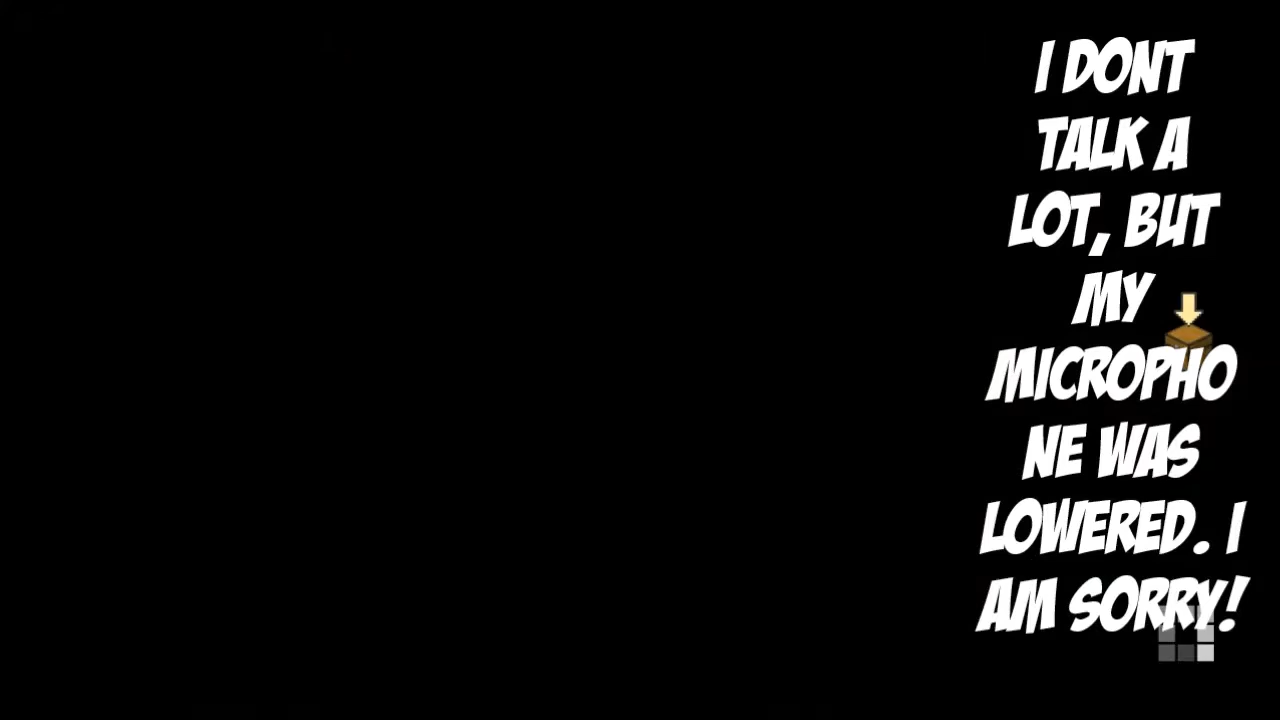 I DONT
TALK A
LOT, BUT
MY
MICROPHO
NE WAS
LOWERED. I
AM SORRY!